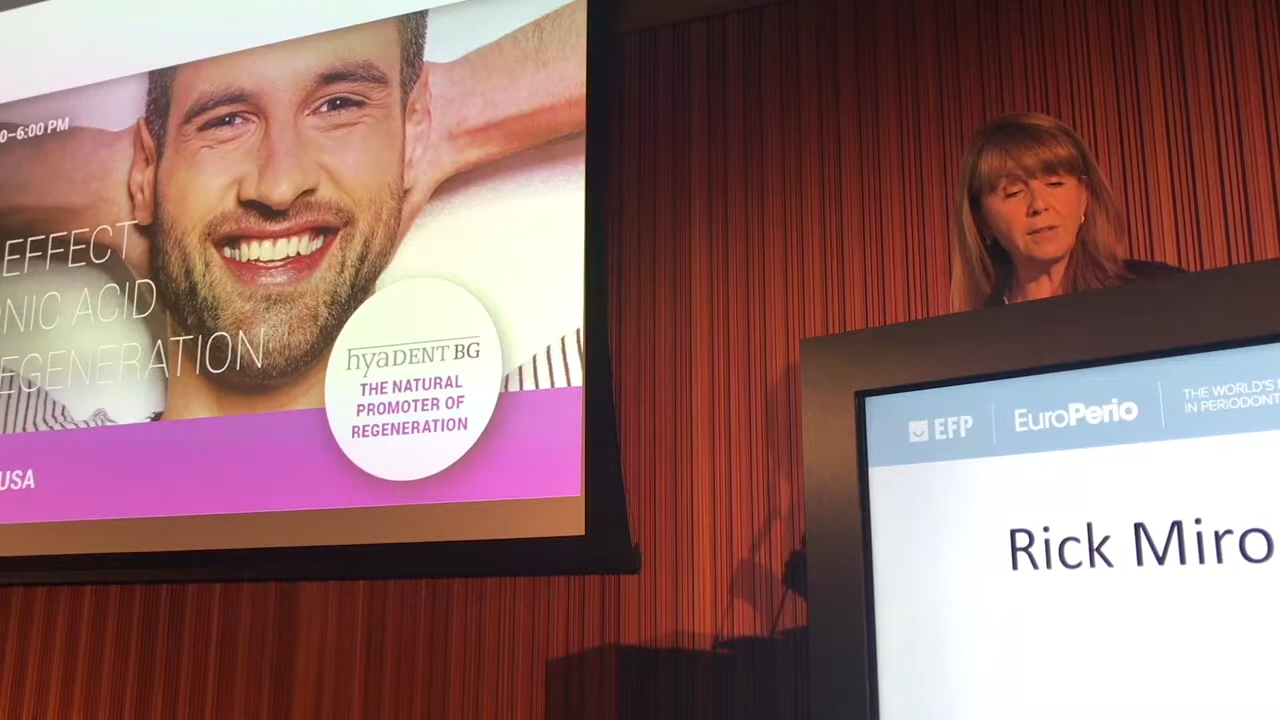 0–6:00 PM
EFFECT
NIC ACID
EGENERATION
hyaDENT BG
THE NATURAL
PROMOTER OF
REGENERATION
USA
EFP
EuroPerio
THE WORLD'S
IN PERIODONT
Rick Miro